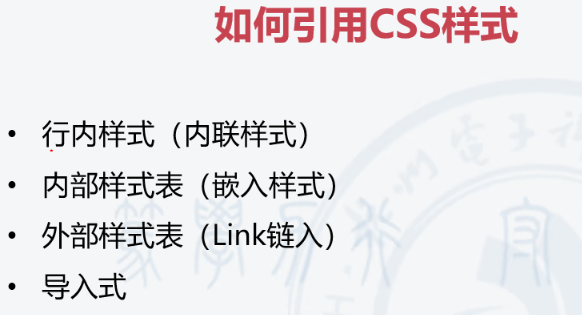 如何引用CSS样式
• 行内样式（内联样式）
• 内部样式表（嵌入样式）
• 外部样式表（Link链入）
• 导入式